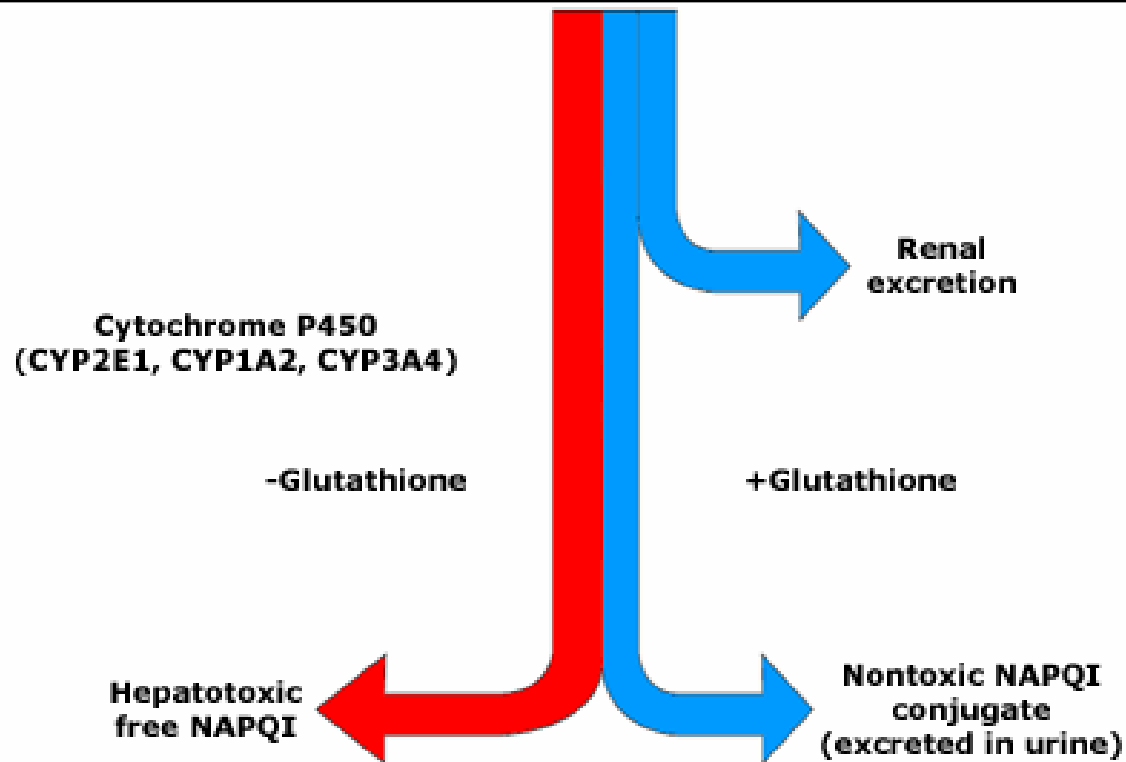 Renal
excretion
Cytochrome P450
(CYP2E1, CYP1A2, CYP3A4)
-Glutathione
+Glutathione
Hepatotoxic
free NAPQI
Nontoxic NAPQI
conjugate
(excreted in urine)